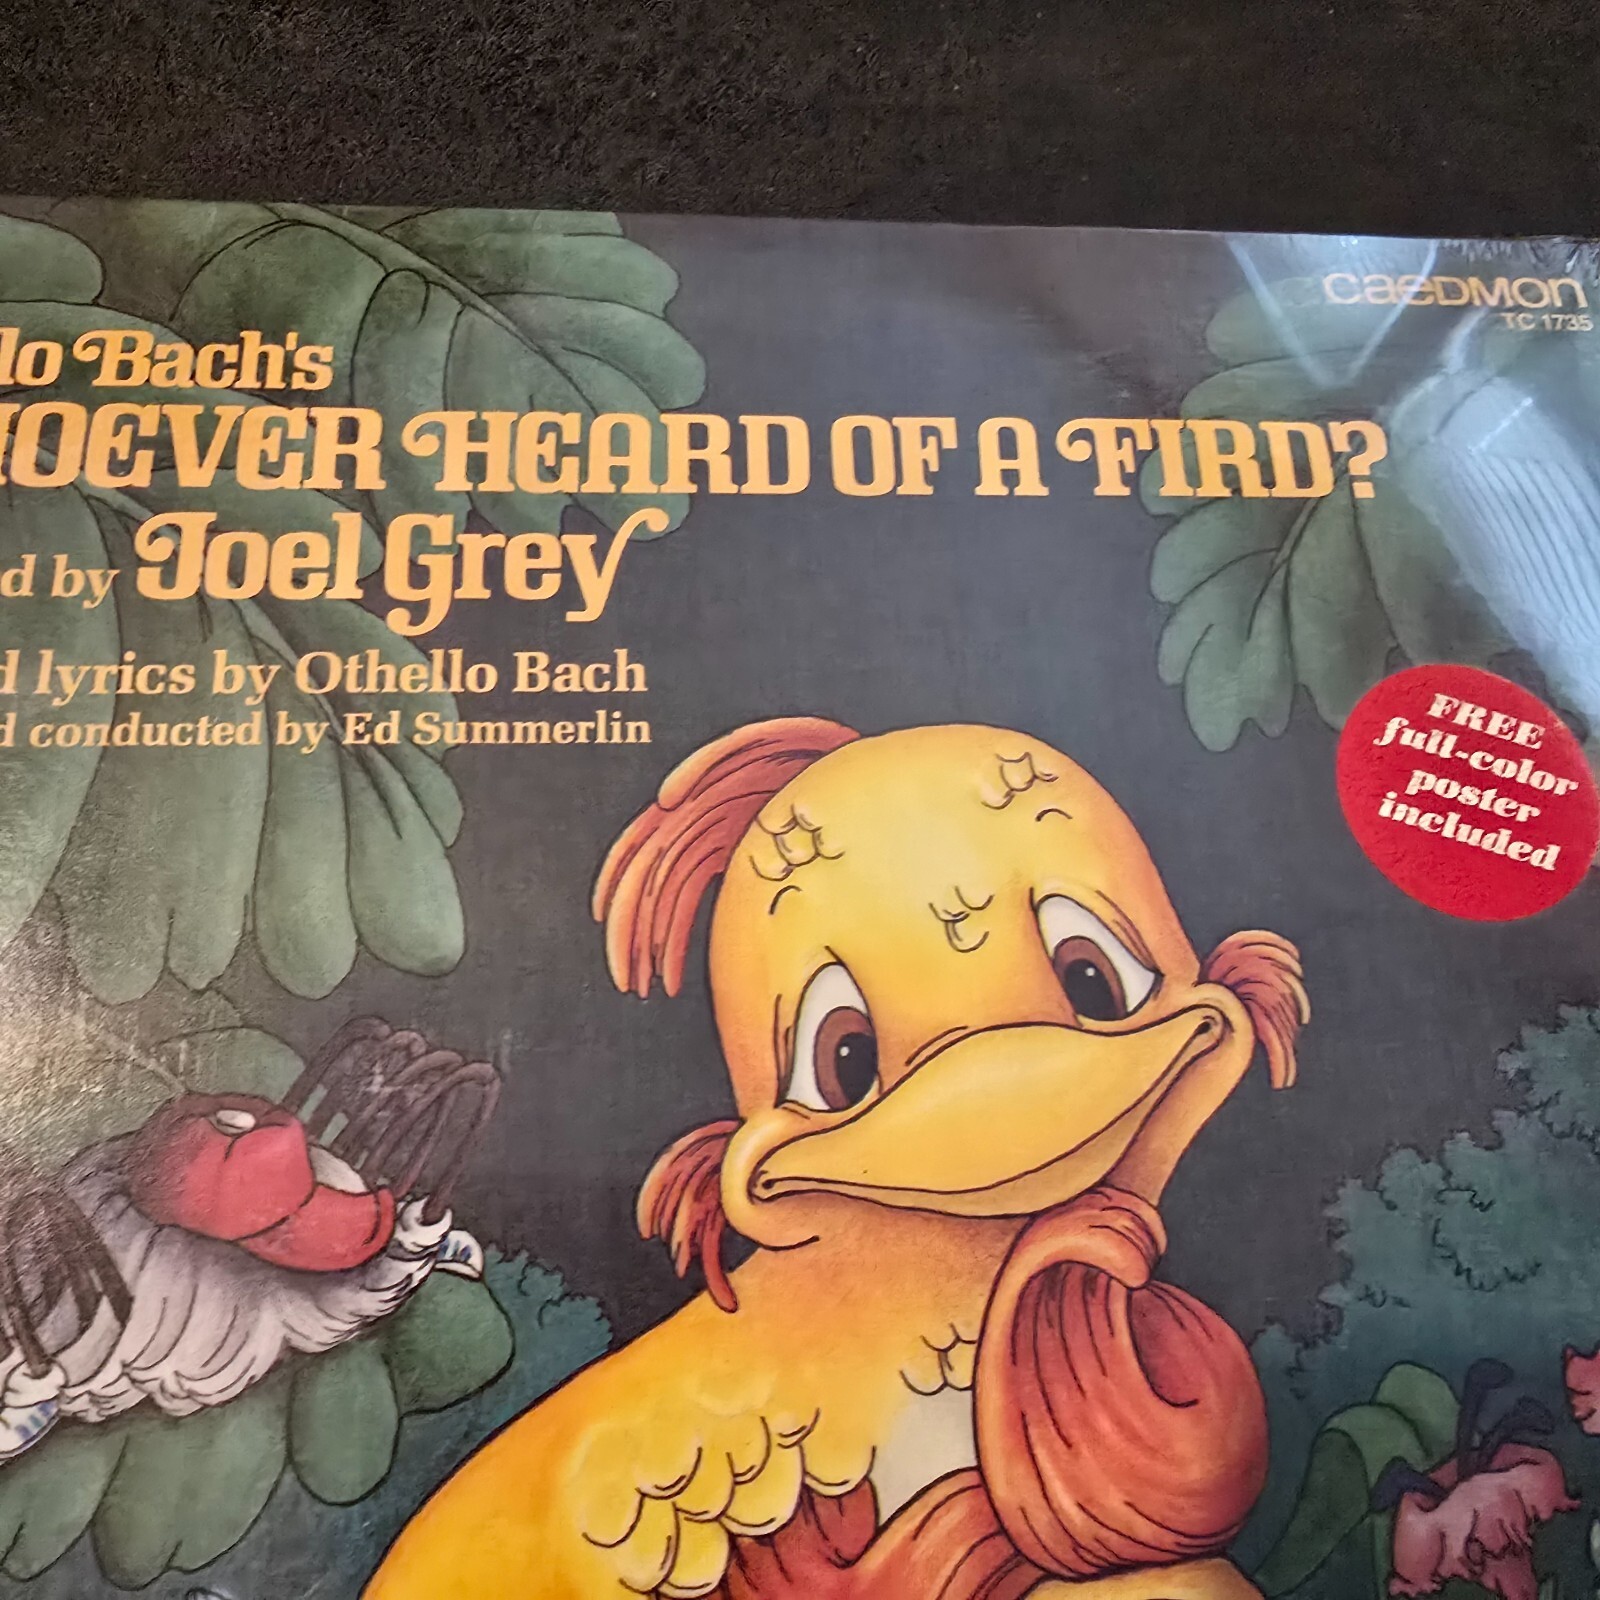 lo Bach's
HOEVER HEARD OF A FIRD?
d by Joel Grey
d lyrics by Othello Bach
d conducted by Ed Summerlin
CAEDMON
TC 1735
FREE
full-color
poster
included